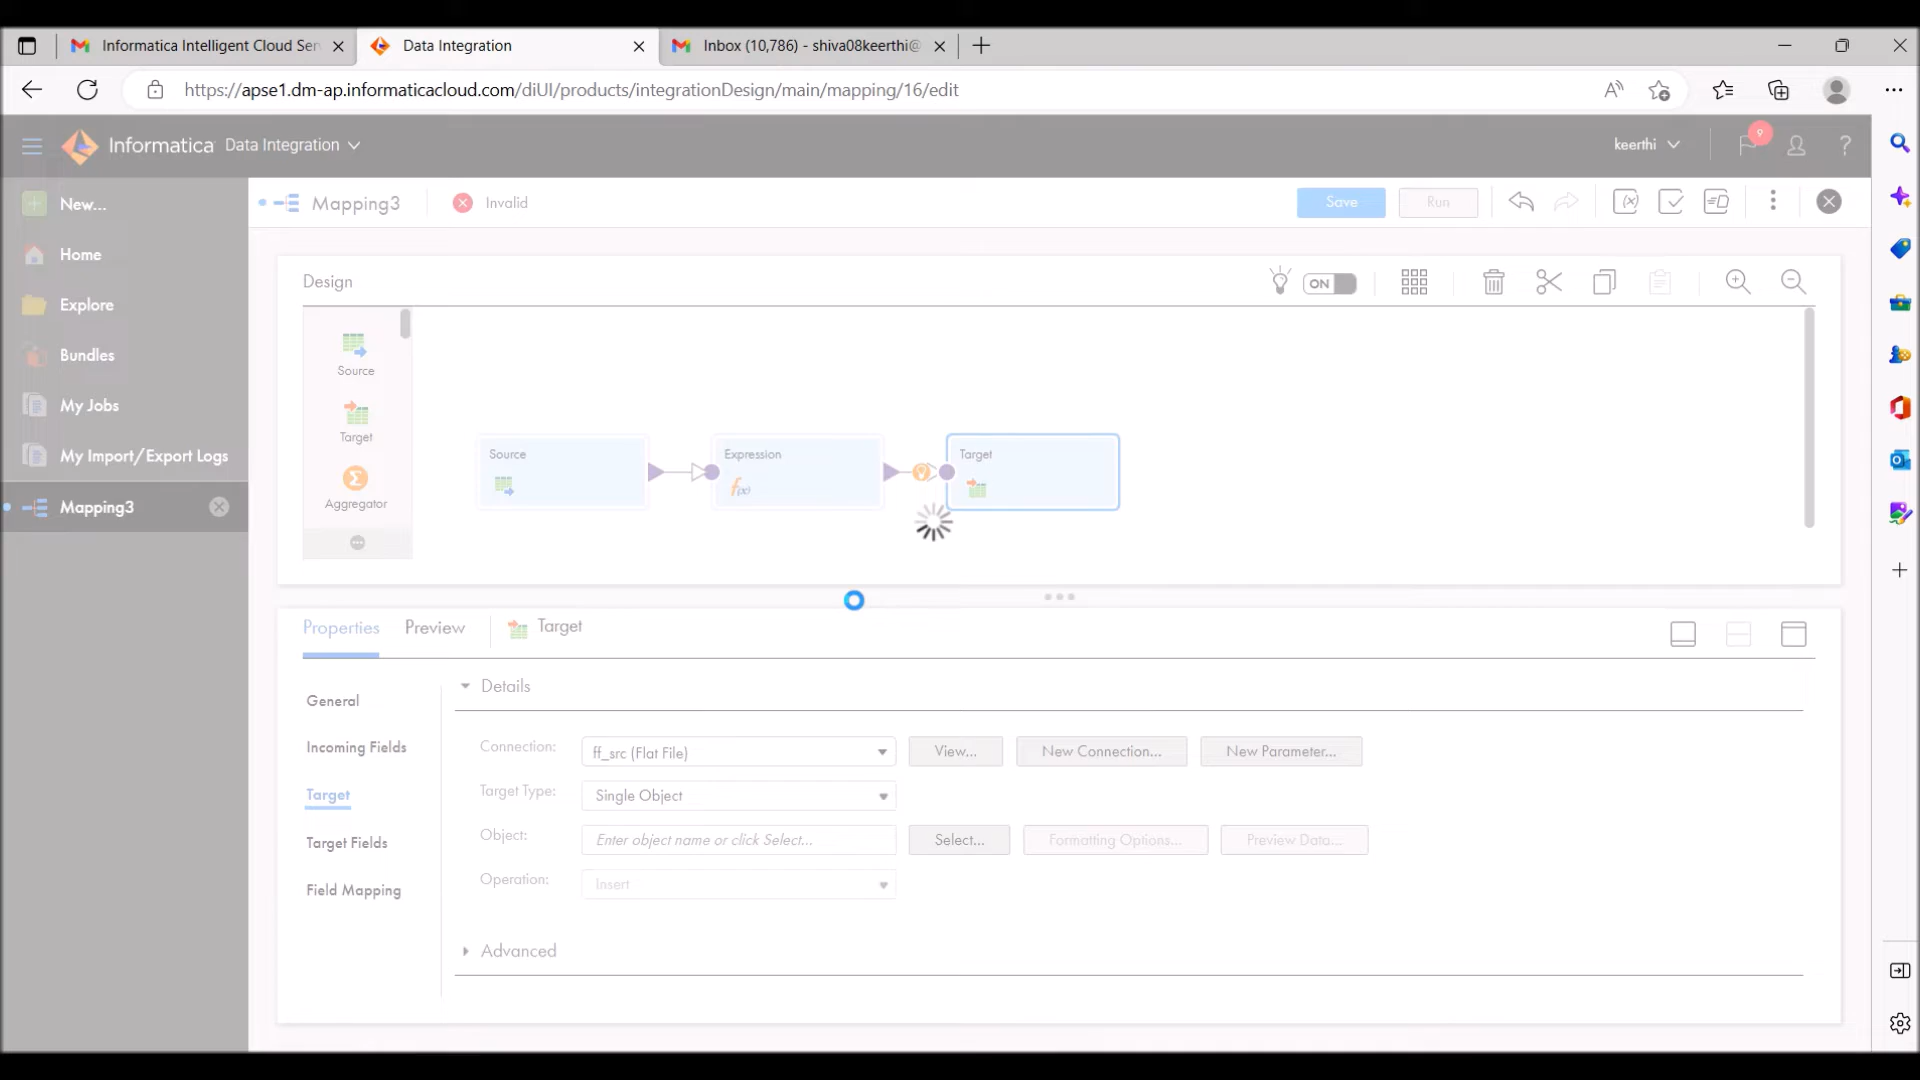 Informatica Intelligent Cloud Ser
Data Integration
Inbox (10,786) - shiva08keerthi@
https://apse1.dm-ap.informaticacloud.com/diUI/products/integrationDesign/main/mapping/16/edit
Informatica Data Integration
keerthi
9
New...
Home
Explore
Bundles
My Jobs
My Import/Export Logs
Mapping3
Mapping3
Invalid
Save
Run
Design
ON
Source
Target
Σ
Aggregator
Source
Expression
f(x)
Target
Properties
Preview
Target
General
Incoming Fields
Target
Target Fields
Field Mapping
Details
Connection:
ff_src (Flat File)
View...
New Connection...
New Parameter...
Target Type:
Single Object
Object:
Enter object name or click Select...
Select...
Formatting Options...
Preview Data...
Operation:
Insert
Advanced